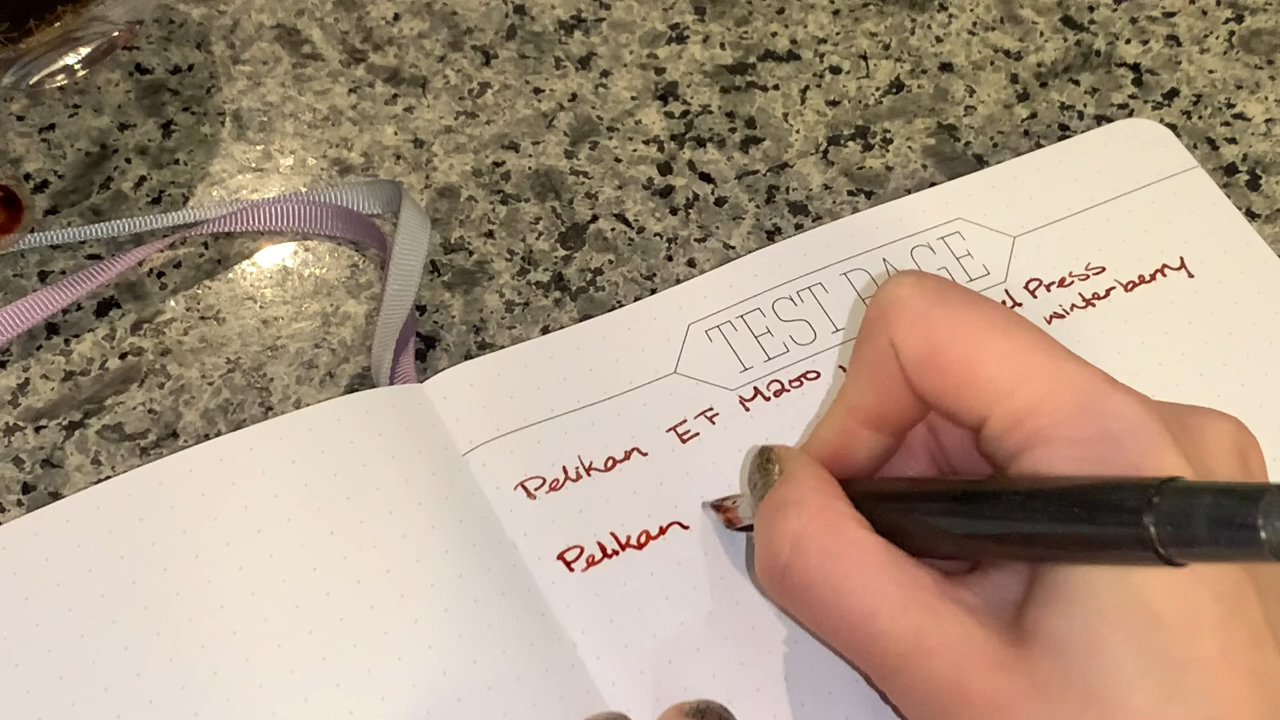 TEST PAGE
Press
winterberry
Pelikan EF M200
Pelikan